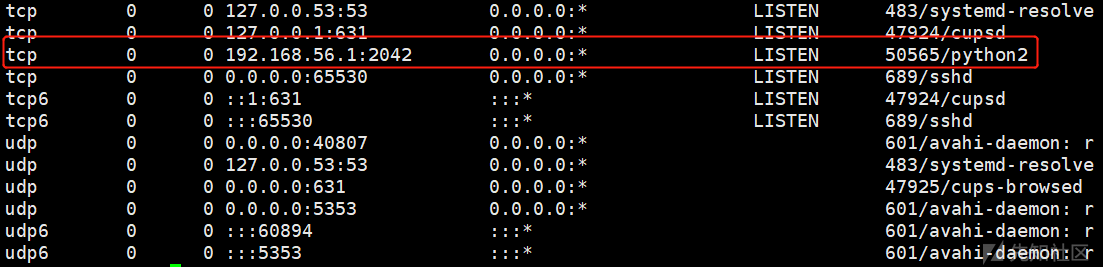 tcp 0 0 127.0.0.53:53 0.0.0.0:* LISTEN 483/systemd-resolve
tcp 0 0 127.0.0.1:631 0.0.0.0:* LISTEN 47924/cupsd
tcp 0 0 192.168.56.1:2042 0.0.0.0:* LISTEN 50565/python2
tcp 0 0 0.0.0.0:65530 0.0.0.0:* LISTEN 689/sshd
tcp6 0 0 ::1:631 :::* LISTEN 47924/cupsd
tcp6 0 0 :::65530 :::* LISTEN 689/sshd
udp 0 0 0.0.0.0:40807 0.0.0.0:* 601/avahi-daemon: r
udp 0 0 127.0.0.53:53 0.0.0.0:* 483/systemd-resolve
udp 0 0 0.0.0.0:631 0.0.0.0:* 47925/cups-browsed
udp 0 0 0.0.0.0:5353 0.0.0.0:* 601/avahi-daemon: r
udp6 0 0 :::60894 :::* 601/avahi-daemon: r
udp6 0 0 :::5353 :::* 601/avahi-daemon: r
先知社区